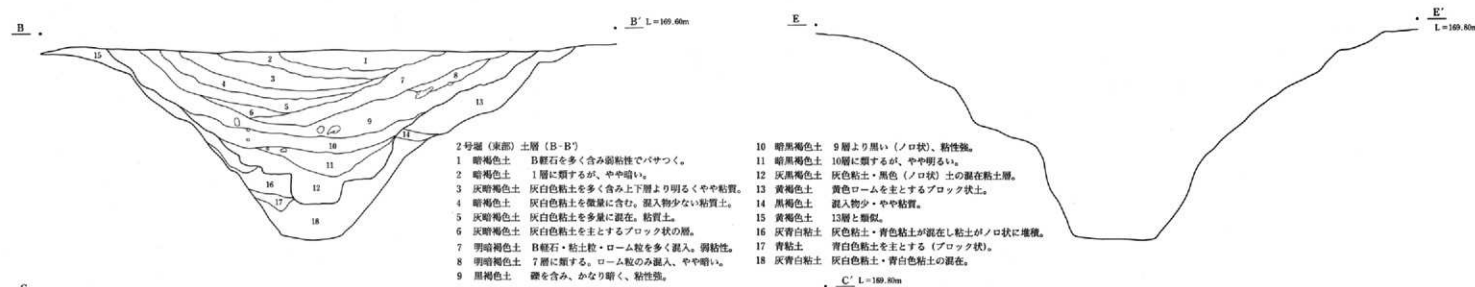 B
B′ L=169.60m
E
E′
L=169.80m
15
2
1
3
7
8
4
5
6
9
13
10
14
11
16
12
17
18
2号堀（東部）土層（B-B′）
1 暗褐色土 B軽石を多く含み弱粘性でバサつく。
2 暗褐色土 1層に類するが、やや暗い。
3 灰暗褐色土 灰白色粘土を多く含み上下層より明るくやや粘質。
4 暗褐色土 灰白色粘土を微量に含む。混入物少ない粘質土。
5 灰暗褐色土 灰白色粘土を多量に混在。粘質土。
6 灰暗褐色土 灰白色粘土を主とするブロック状の層。
7 明暗褐色土 B軽石・粘土粒・ローム粒を多く混入。弱粘性。
8 明暗褐色土 7層に類する。ローム粒のみ混入、やや暗い。
9 黒褐色土 礫を含み、かなり暗く、粘性強。
10 暗黒褐色土 9層より黒い（ノロ状）、粘性強。
11 暗黒褐色土 10層に類するが、やや明るい。
12 灰黒褐色土 灰色粘土・黒色（ノロ状）土の混在粘土層。
13 黄褐色土 黄色ロームを主とするブロック状土。
14 黒褐色土 混入物少・やや粘質。
15 黄褐色土 13層と類似。
16 灰青白粘土 灰色粘土・青色粘土が混在し粘土がノロ状に堆積。
17 青粘土 青白色粘土を主とする（ブロック状）。
18 灰青白粘土 灰白色粘土・青白色粘土の混在。
C′ L=169.80m